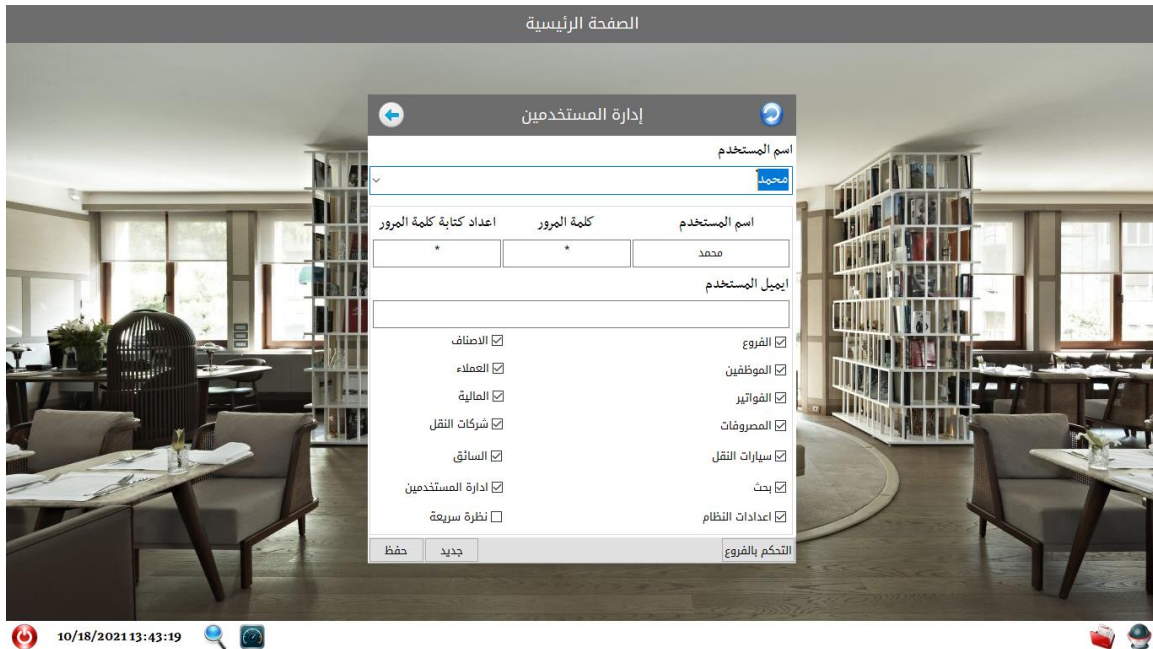 الصفحة الرئيسية
إدارة المستخدمين
اسم المستخدم
محمد
اسم المستخدم كلمة المرور اعداد كتابة كلمة المرور
محمد * *
ايميل المستخدم
الفروع الاصناف
الموظفين العملاء
الفواتير المالية
المصروفات شركات النقل
سيارات النقل السائق
بحث ادارة المستخدمين
اعدادات النظام نظرة سريعة
التحكم بالفروع جديد حفظ
10/18/2021 13:43:19